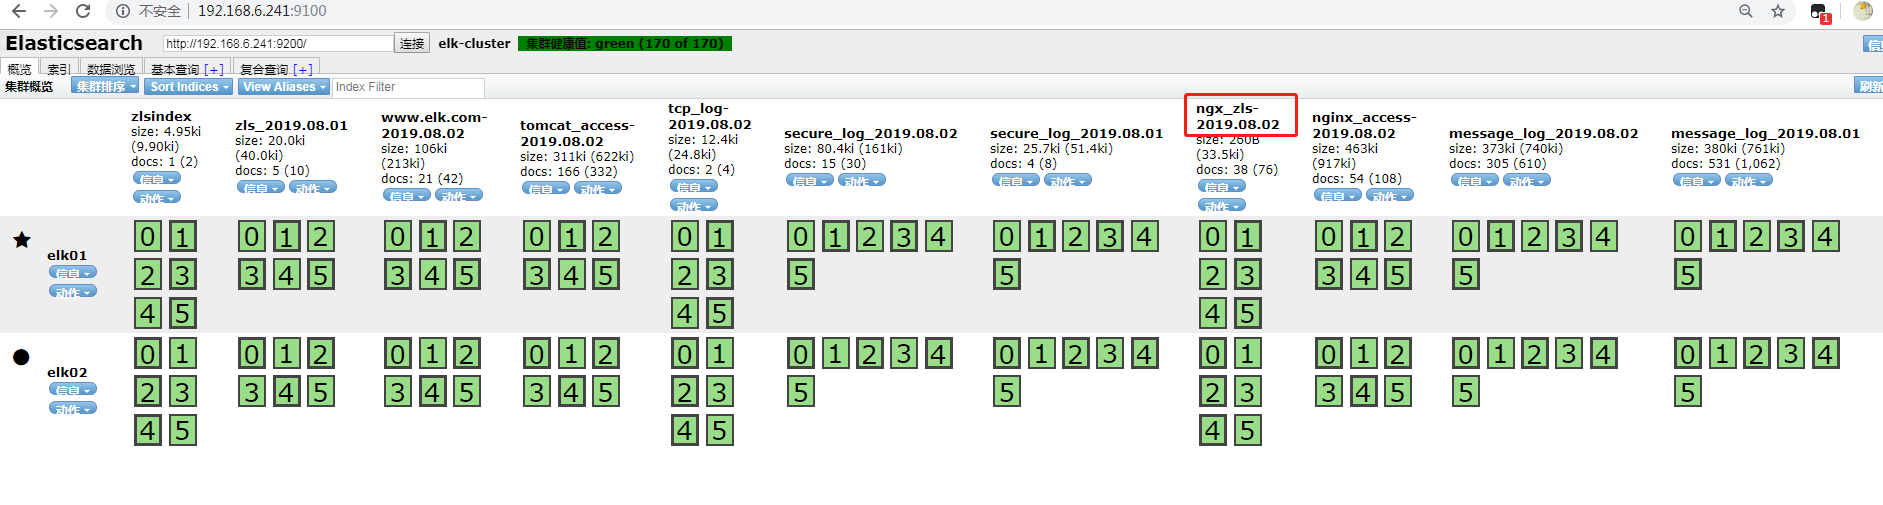 不安全 | 192.168.6.241:9100
1
Elasticsearch http://192.168.6.241:9200/ 连接 elk-cluster 集群健康值: green (170 of 170)
概览 索引 数据浏览 基本查询 [+] 复合查询 [+]
集群概览 集群排序 Sort Indices View Aliases Index Filter
zlsindex
size: 4.95ki
(9.90ki)
docs: 1 (2)
信息
动作
zls_2019.08.01
size: 20.0ki
(40.0ki)
docs: 5 (10)
信息 动作
www.elk.com-
2019.08.02
size: 106ki
(213ki)
docs: 21 (42)
信息 动作
tomcat_access-
2019.08.02
size: 311ki (622ki)
docs: 166 (332)
信息 动作
tcp_log-
2019.08.02
size: 12.4ki
(24.8ki)
docs: 2 (4)
信息
动作
secure_log_2019.08.02
size: 80.4ki (161ki)
docs: 15 (30)
信息 动作
secure_log_2019.08.01
size: 25.7ki (51.4ki)
docs: 4 (8)
信息 动作
ngx_zls-
2019.08.02
size: 260B
(33.5ki)
docs: 38 (76)
信息
动作
nginx_access-
2019.08.02
size: 463ki
(917ki)
docs: 54 (108)
信息 动作
message_log_2019.08.02
size: 373ki (740ki)
docs: 305 (610)
信息 动作
message_log_2019.08.01
size: 380ki (761ki)
docs: 531 (1,062)
信息 动作
elk01
信息
动作
0 1 0 1 2 0 1 2 0 1 2 0 1 0 1 2 3 4 0 1 2 3 4 0 1 0 1 2 0 1 2 3 4 0 1 2 3 4
2 3 3 4 5 3 4 5 3 4 5 2 3 5 5 2 3 3 4 5 5 5
4 5 4 5 4 5
elk02
信息
动作
0 1 0 1 2 0 1 2 0 1 2 0 1 0 1 2 3 4 0 1 2 3 4 0 1 0 1 2 0 1 2 3 4 0 1 2 3 4
2 3 3 4 5 3 4 5 3 4 5 2 3 5 5 2 3 3 4 5 5 5
4 5 4 5 4 5